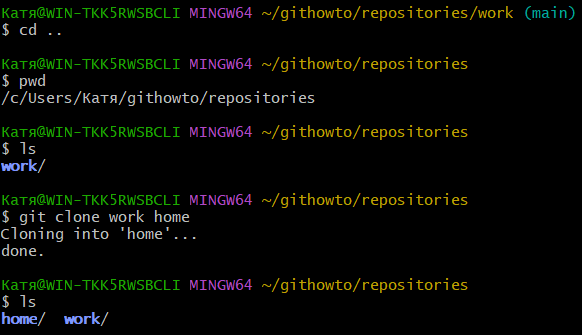 Катя@WIN-TKK5RWSBCLI MINGW64 ~/githowto/repositories/work (main)
$ cd ..
Катя@WIN-TKK5RWSBCLI MINGW64 ~/githowto/repositories
$ pwd
/c/Users/Катя/githowto/repositories
Катя@WIN-TKK5RWSBCLI MINGW64 ~/githowto/repositories
$ ls
work/
Катя@WIN-TKK5RWSBCLI MINGW64 ~/githowto/repositories
$ git clone work home
Cloning into 'home'...
done.
Катя@WIN-TKK5RWSBCLI MINGW64 ~/githowto/repositories
$ ls
home/  work/